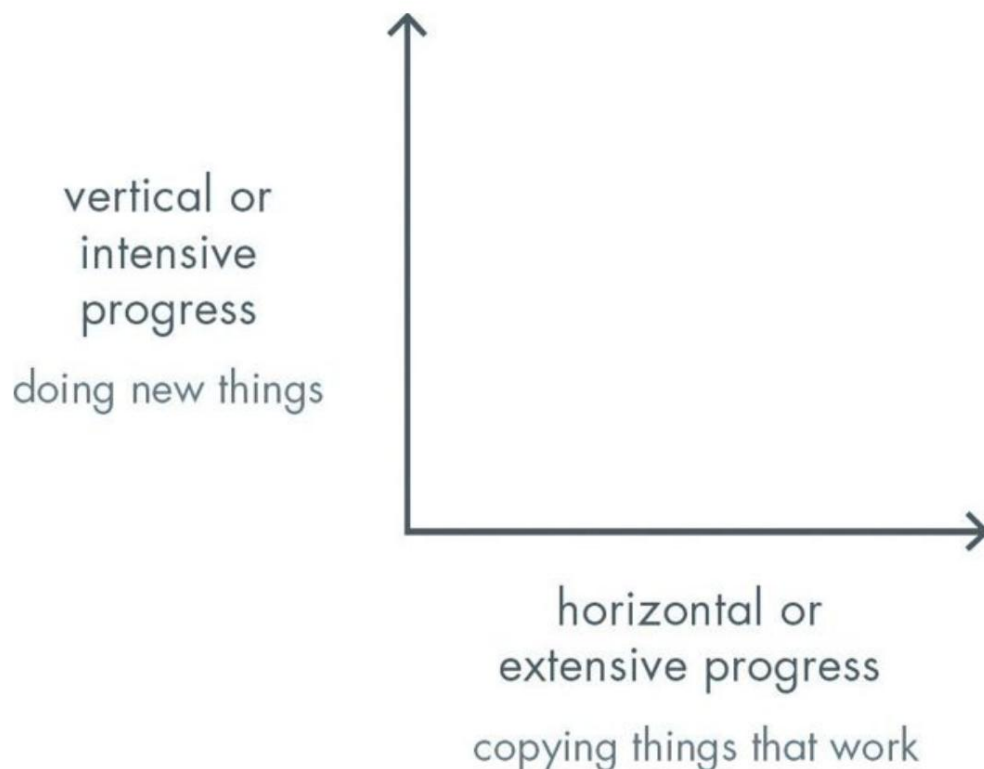 vertical or
intensive
progress
doing new things
horizontal or
extensive progress
copying things that work